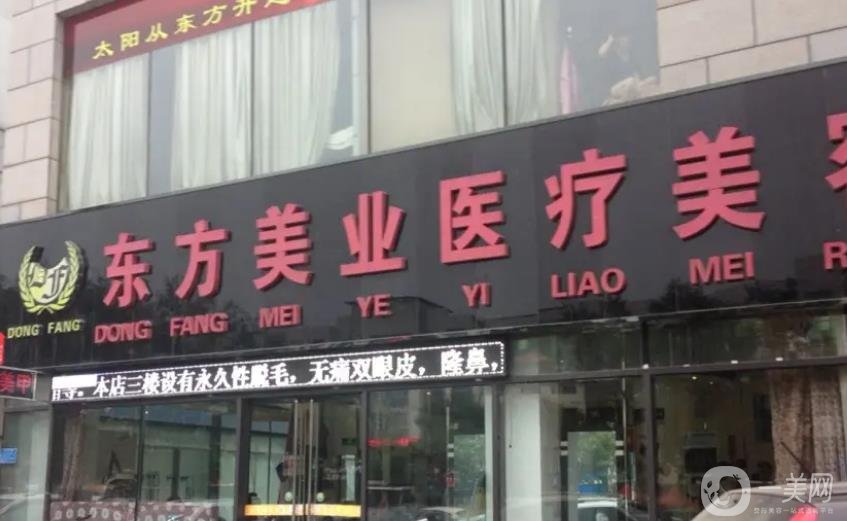 太阳从东方升
东方美业医疗美
DONG FANG MEI YE YI LIAO MEI R
DONG FANG
本店三楼设有永久性脱毛,无痛双眼皮,隆鼻,
美甲
美网